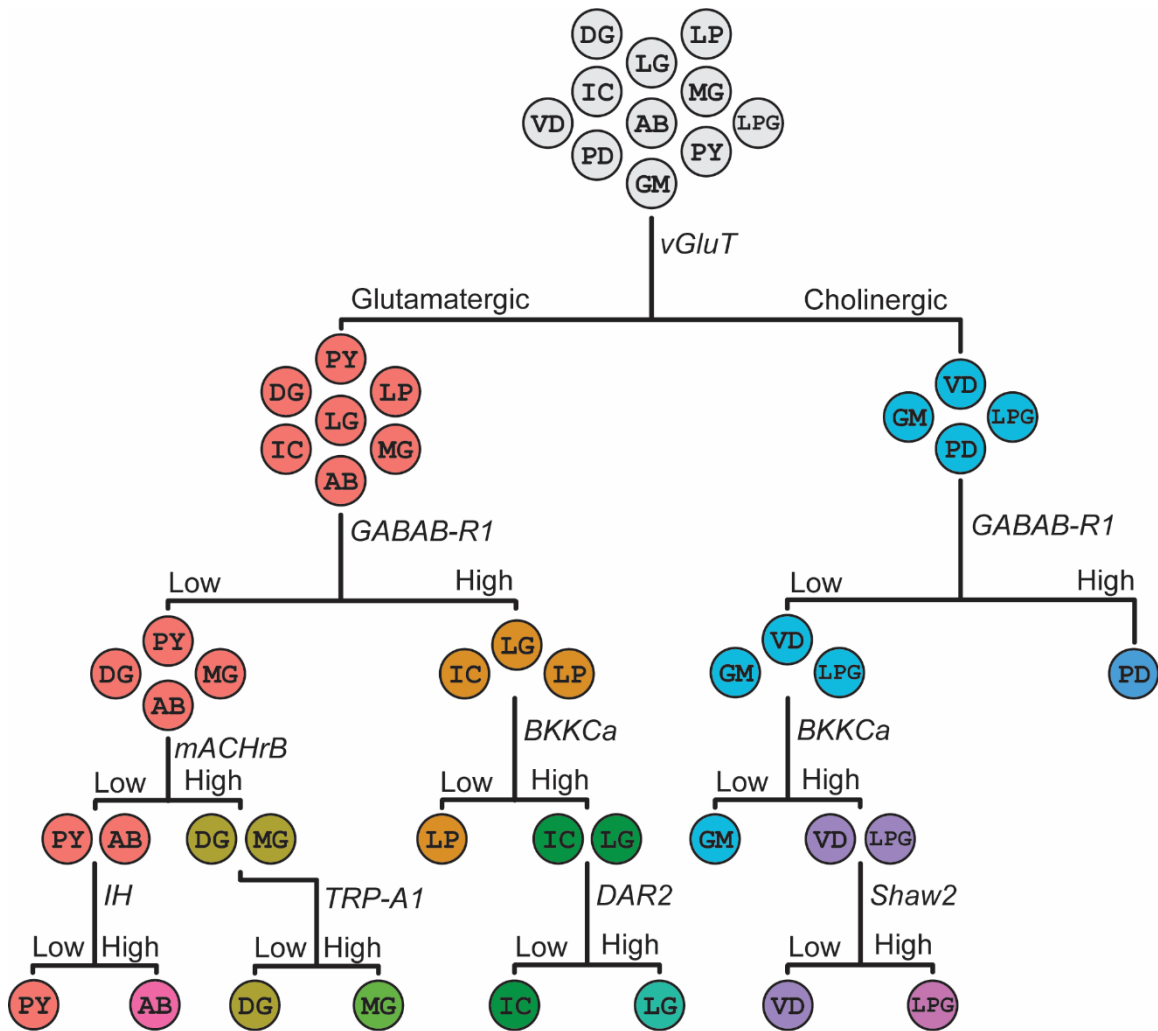 DG LP
LG
IC MG
VD AB LPG
PD PY
GM
vGluT
Glutamatergic Cholinergic
PY
VD
DG LP
GM LPG
LG
IC MG
PD
AB
GABAB-R1 GABAB-R1
Low High Low High
PY LG VD
DG MG IC LP GM LPG PD
AB
mACHrB BKKCa BKKCa
Low High Low High Low High
PY AB DG MG LP IC LG GM VD LPG
IH TRP-A1 DAR2 Shaw2
Low High Low High Low High Low High
PY AB DG MG IC LG VD LPG